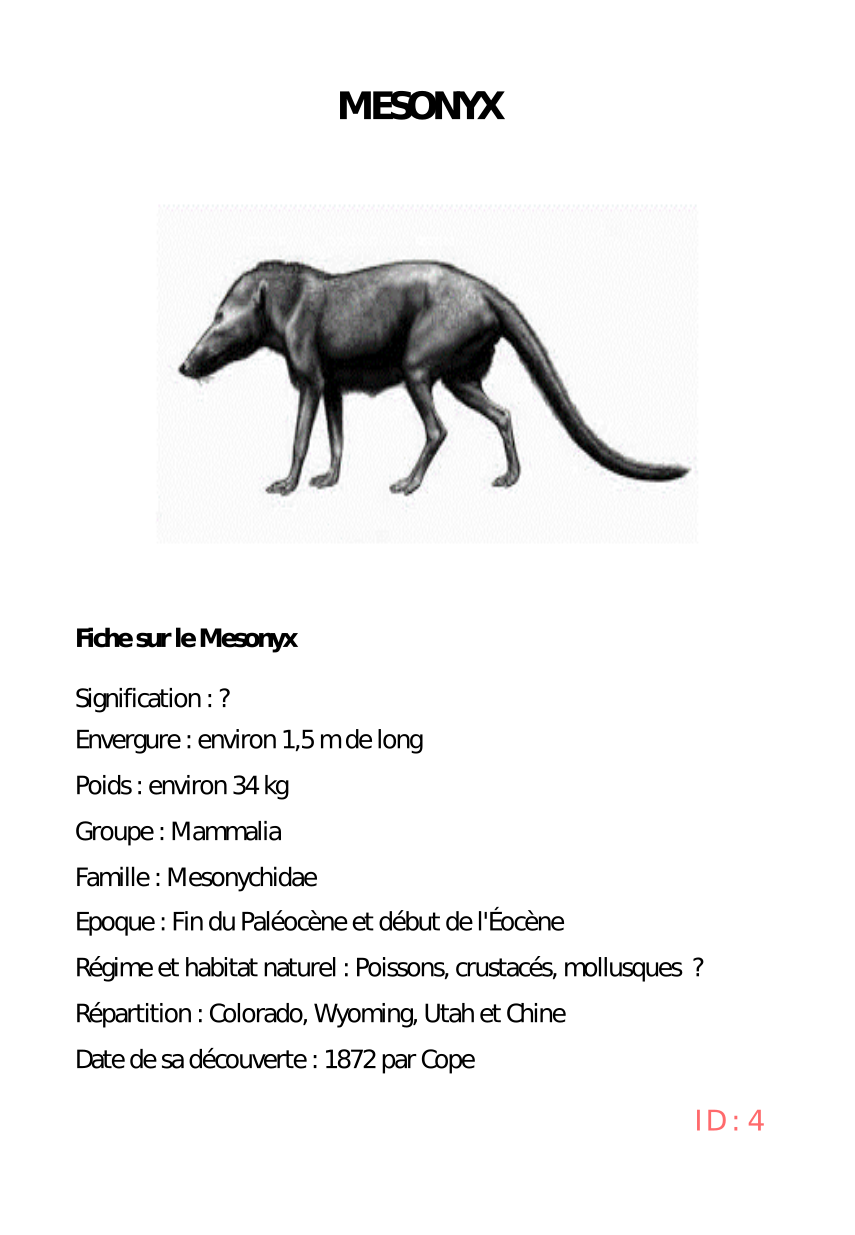 MESONYX
Fiche sur le Mesonyx
Signification : ?
Envergure : environ 1,5 m de long
Poids : environ 34 kg
Groupe : Mammalia
Famille : Mesonychidae
Epoque : Fin du Paléocène et début de l'Éocène
Régime et habitat naturel : Poissons, crustacés, mollusques ?
Répartition : Colorado, Wyoming, Utah et Chine
Date de sa découverte : 1872 par Cope
ID : 4